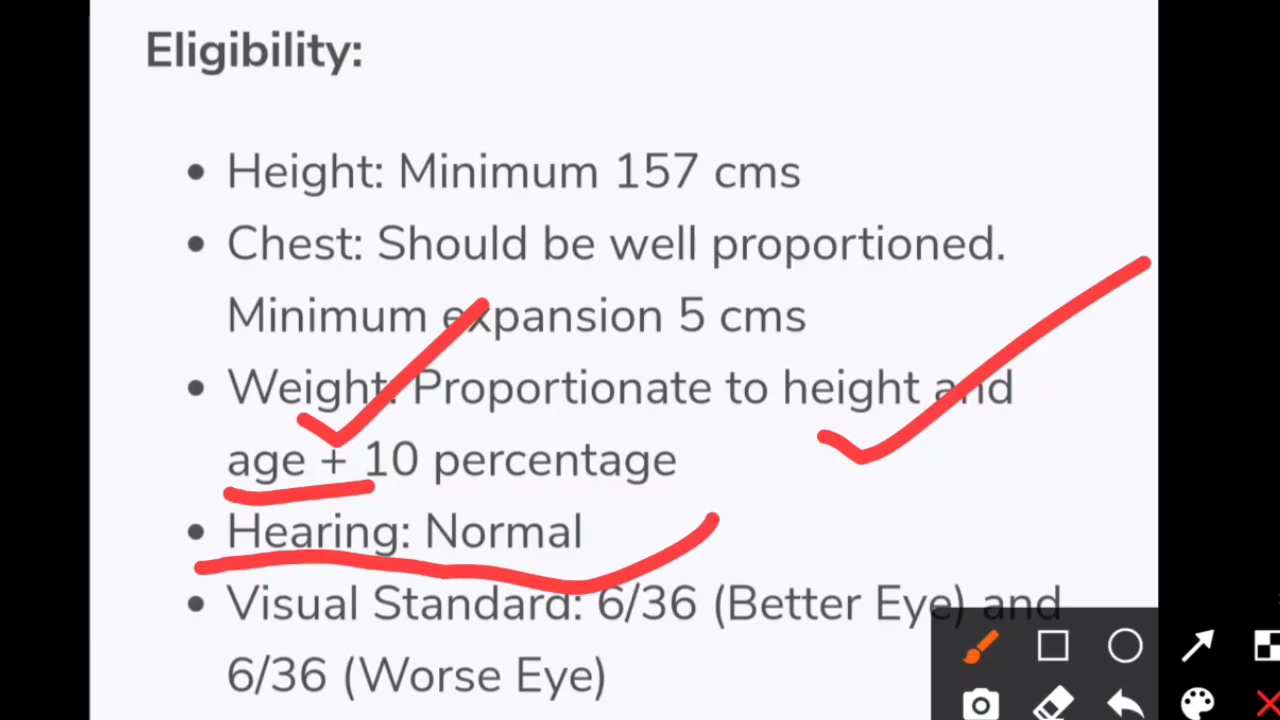 Eligibility:
• Height: Minimum 157 cms
• Chest: Should be well proportioned.
Minimum expansion 5 cms
• Weight: Proportionate to height and
age + 10 percentage
• Hearing: Normal
• Visual Standard: 6/36 (Better Eye) and
6/36 (Worse Eye)